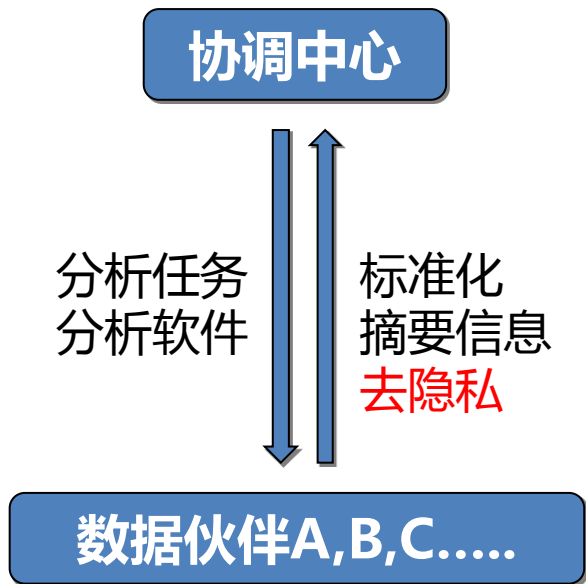 协调中心
分析任务
分析软件
标准化
摘要信息
去隐私
数据伙伴A,B,C.....